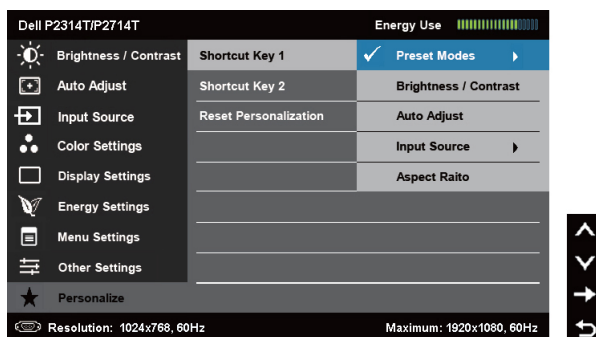 Dell P2314T/P2714T Energy Use
Brightness / Contrast Shortcut Key 1 Preset Modes
Auto Adjust Shortcut Key 2 Brightness / Contrast
Input Source Reset Personalization Auto Adjust
Color Settings Input Source
Display Settings Aspect Raito
Energy Settings
Menu Settings
Other Settings
Personalize
Resolution: 1024x768, 60Hz Maximum: 1920x1080, 60Hz